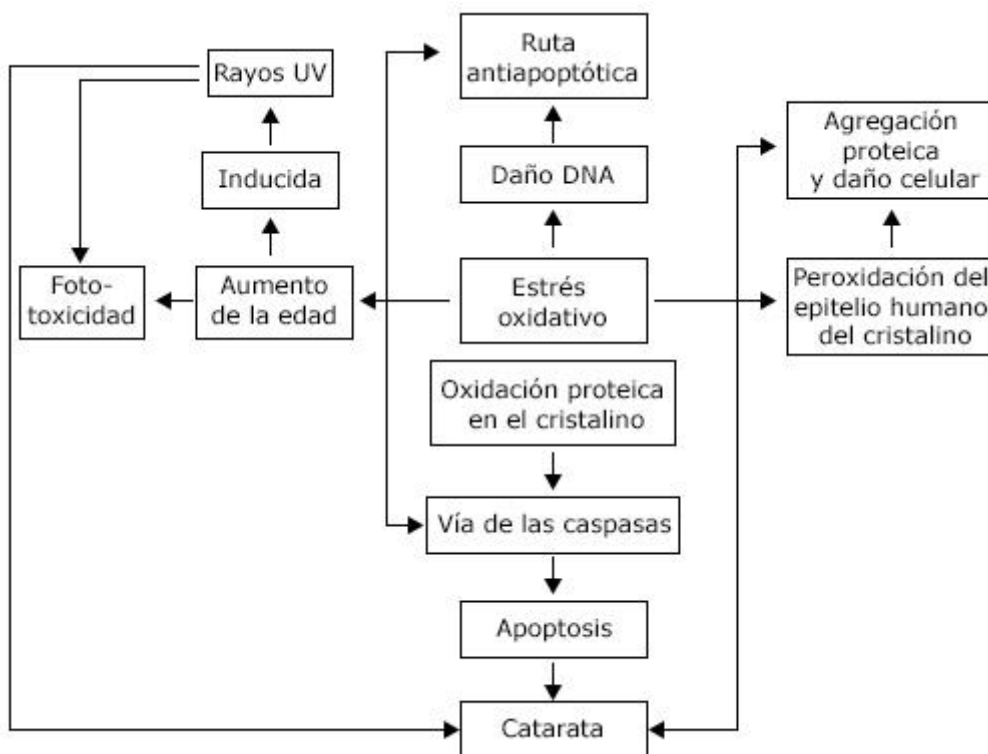 Ruta
antiapoptótica
Rayos UV
Agregación
proteica
y daño celular
Inducida
Daño DNA
Foto-
toxicidad
Aumento
de la edad
Estrés
oxidativo
Peroxidación del
epitelio humano
del cristalino
Oxidación proteica
en el cristalino
Vía de las caspasas
Apoptosis
Catarata